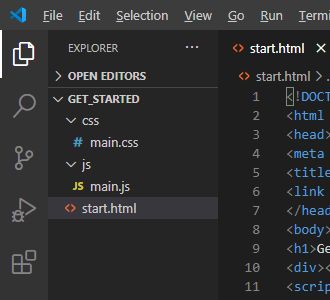 File Edit Selection View Go Run Termin
EXPLORER ...
start.html
OPEN EDITORS
start.html > .
GET_STARTED
css
# main.css
js
JS main.js
<> start.html
1 <!DOCT
2 <html
3 <head>
4 <meta
5 <title
6 <link
7 </head
8 <body>
9 <h1>Ge
10 <div><
11 <scrip